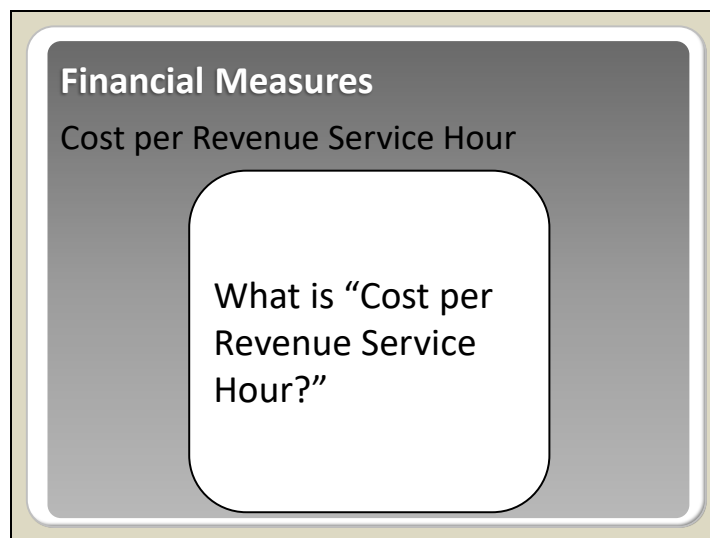 Financial Measures
Cost per Revenue Service Hour
What is “Cost per
Revenue Service
Hour?”